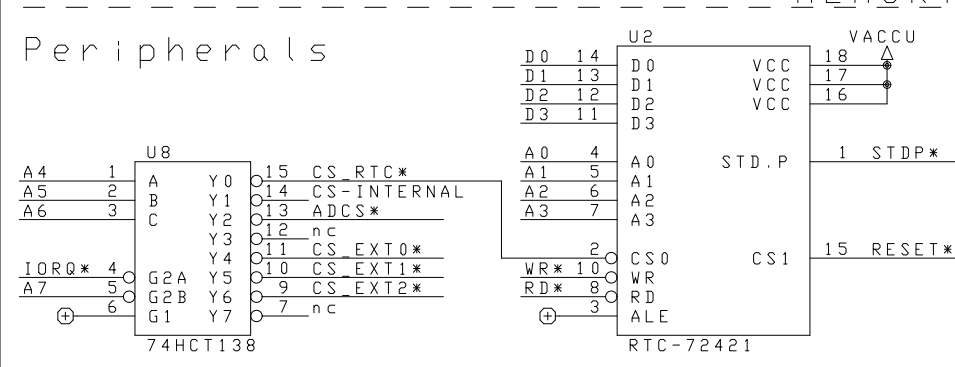 Peripherals
U8
A4 1 A Y0 15 CS_RTC*
A5 2 B Y1 14 CS-INTERNAL
A6 3 C Y2 13 ADCS*
Y3 12 nc
Y4 11 CS_EXT0*
IORQ* 4 G2A Y5 10 CS_EXT1*
A7 5 G2B Y6 9 CS_EXT2*
6 G1 Y7 7 nc
74HCT138
U2 VACCU
D0 14 D0 VCC 18
D1 13 D1 VCC 17
D2 12 D2 VCC 16
D3 11 D3
A0 4 A0 STD.P 1 STDP*
A1 5 A1
A2 6 A2
A3 7 A3
2 CS0 CS1 15 RESET*
WR* 10 WR
RD* 8 RD
3 ALE
RTC-72421